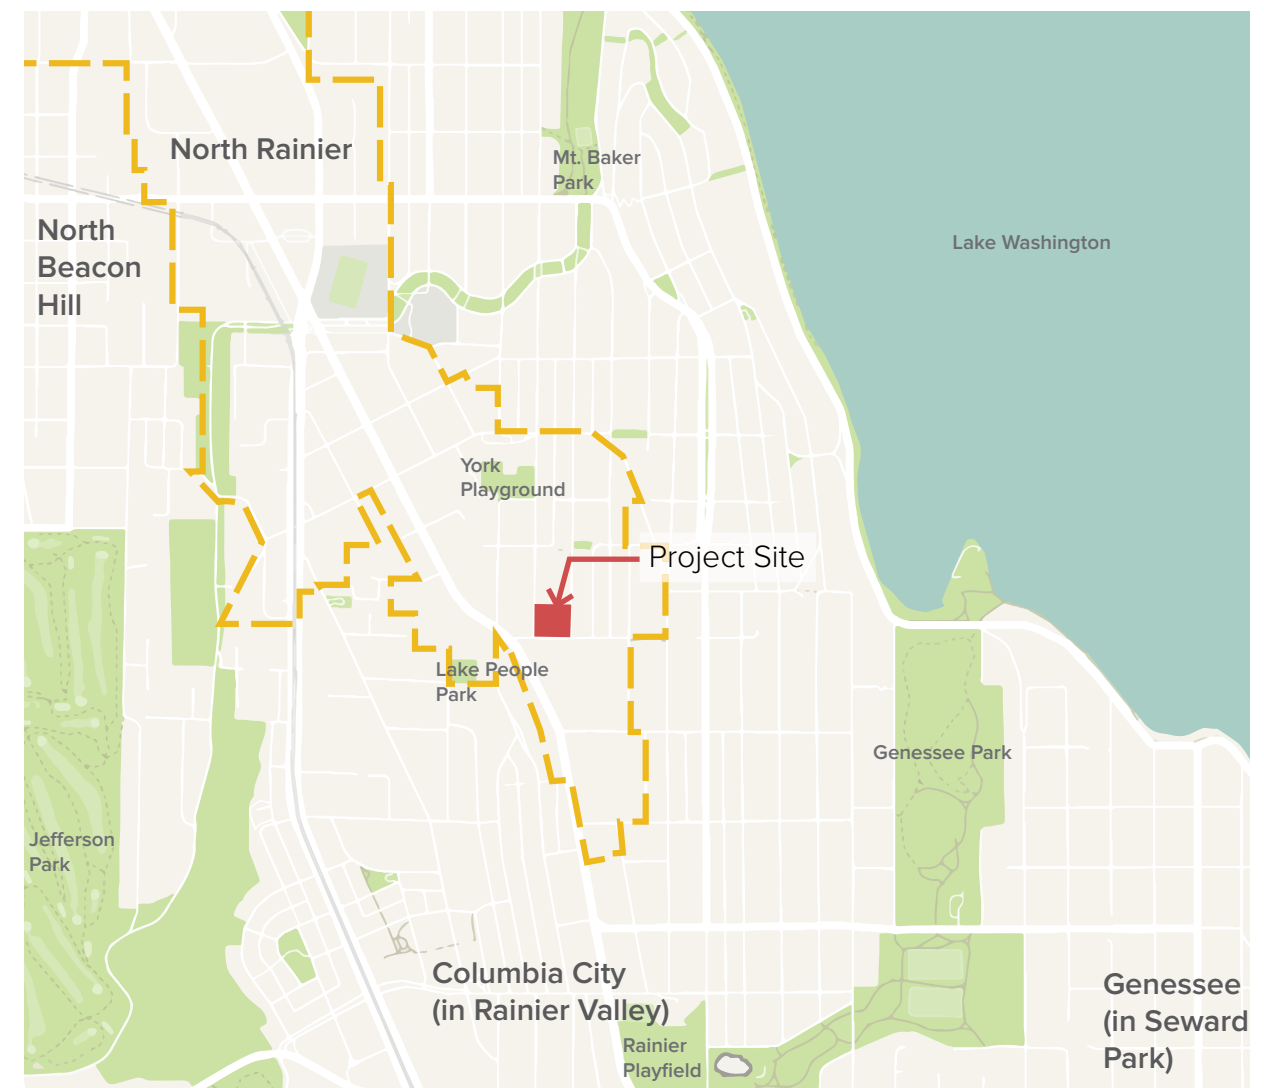 North Rainier
Mt. Baker
Park
North
Beacon
Hill
Lake Washington
York
Playground
Project Site
Lake People
Park
Genessee Park
Jefferson
Park
Columbia City
(in Rainier Valley)
Genessee
(in Seward
Park)
Rainier
Playfield